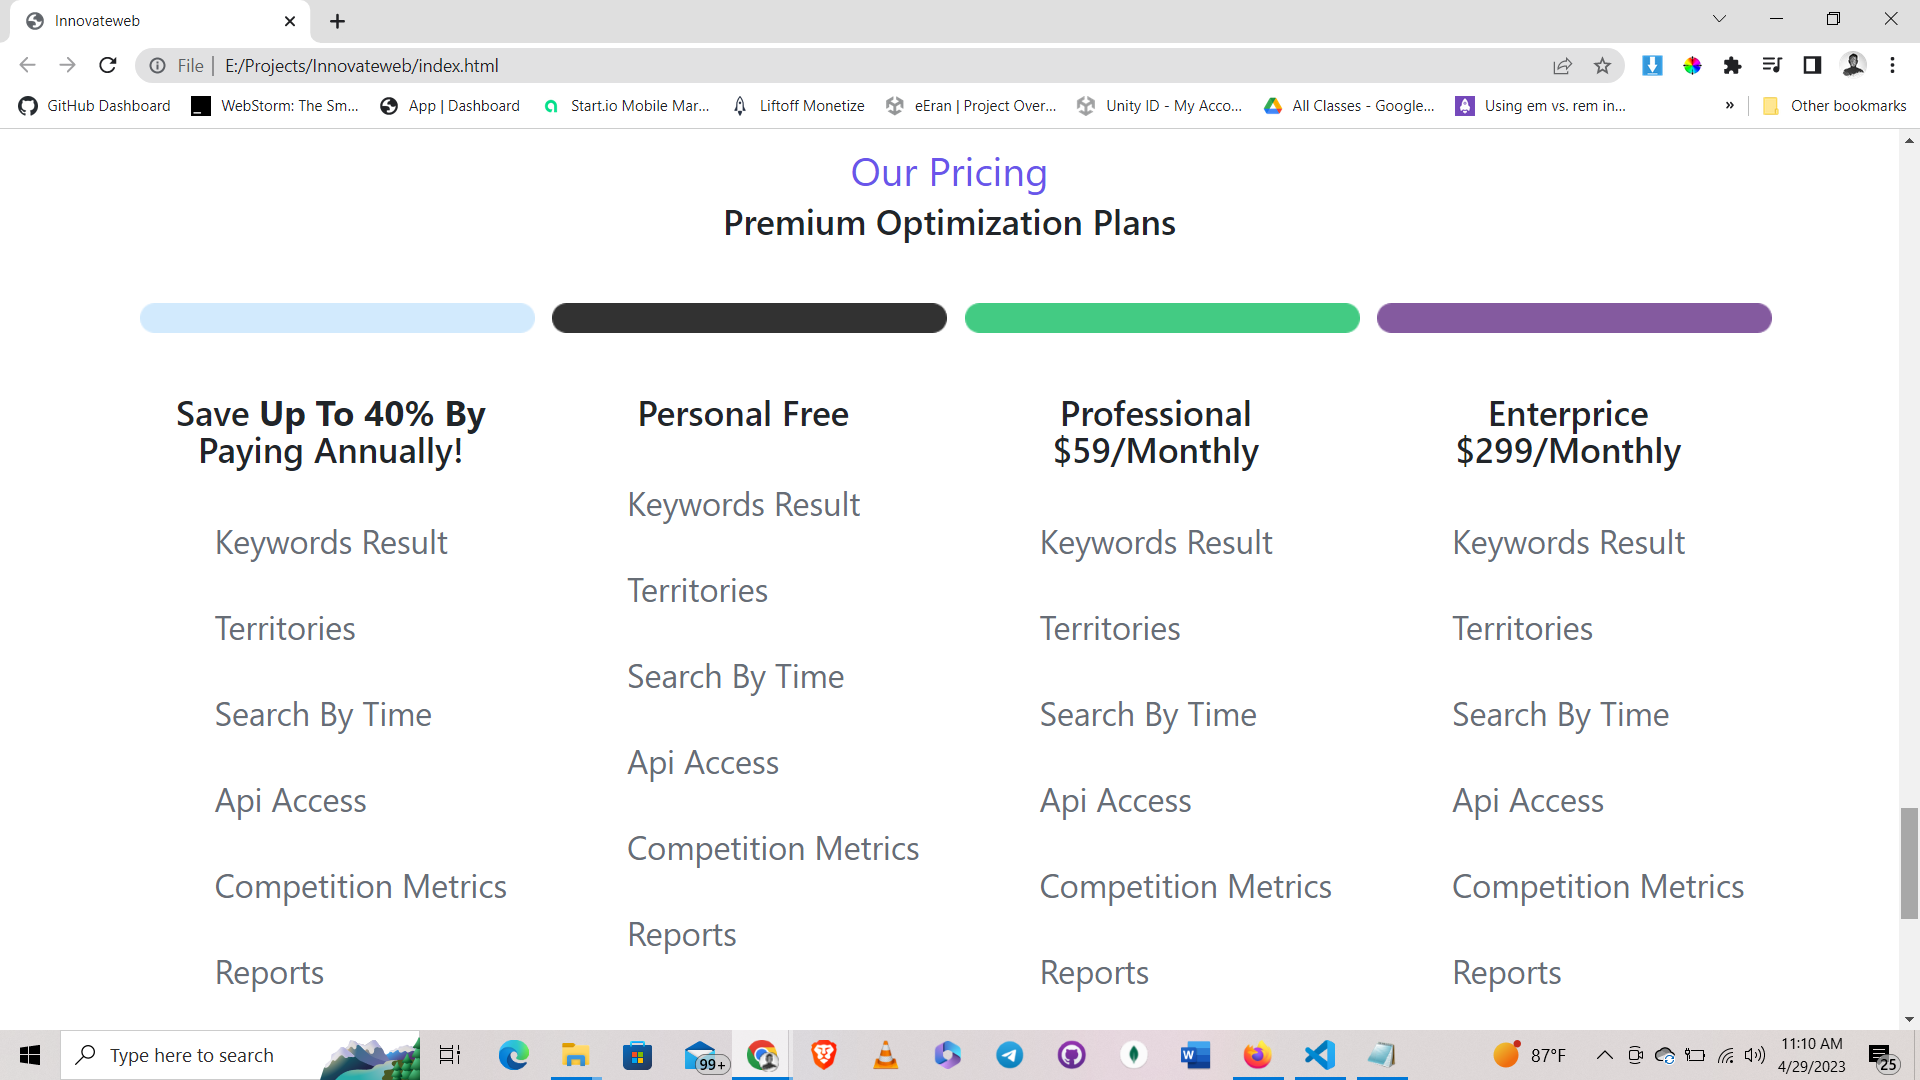 Innovateweb
File | E:/Projects/Innovateweb/index.html
GitHub Dashboard
WebStorm: The Sm...
App | Dashboard
Start.io Mobile Mar...
Liftoff Monetize
eEran | Project Over...
Unity ID - My Acco...
All Classes - Google...
Using em vs. rem in...
»
Other bookmarks
Our Pricing
Premium Optimization Plans
Save Up To 40% By
Paying Annually!
Keywords Result
Territories
Search By Time
Api Access
Competition Metrics
Reports
Personal Free
Keywords Result
Territories
Search By Time
Api Access
Competition Metrics
Reports
Professional
$59/Monthly
Keywords Result
Territories
Search By Time
Api Access
Competition Metrics
Reports
Enterprice
$299/Monthly
Keywords Result
Territories
Search By Time
Api Access
Competition Metrics
Reports
Type here to search
99+
87°F
11:10 AM
4/29/2023
25